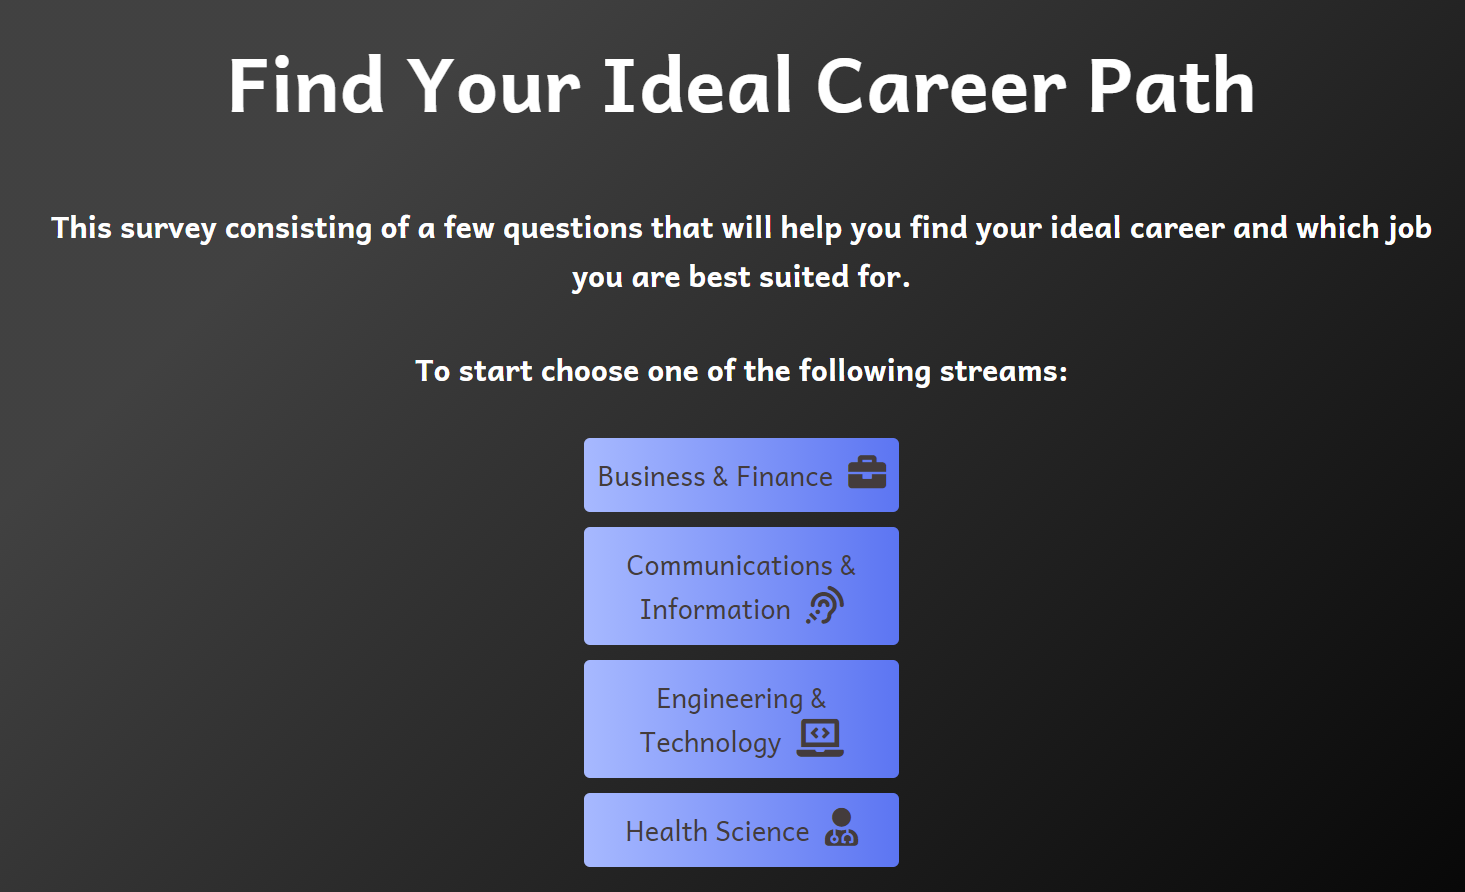 Find Your Ideal Career Path
This survey consisting of a few questions that will help you find your ideal career and which job
you are best suited for.
To start choose one of the following streams:
Business & Finance
Communications &
Information
Engineering &
Technology
Health Science